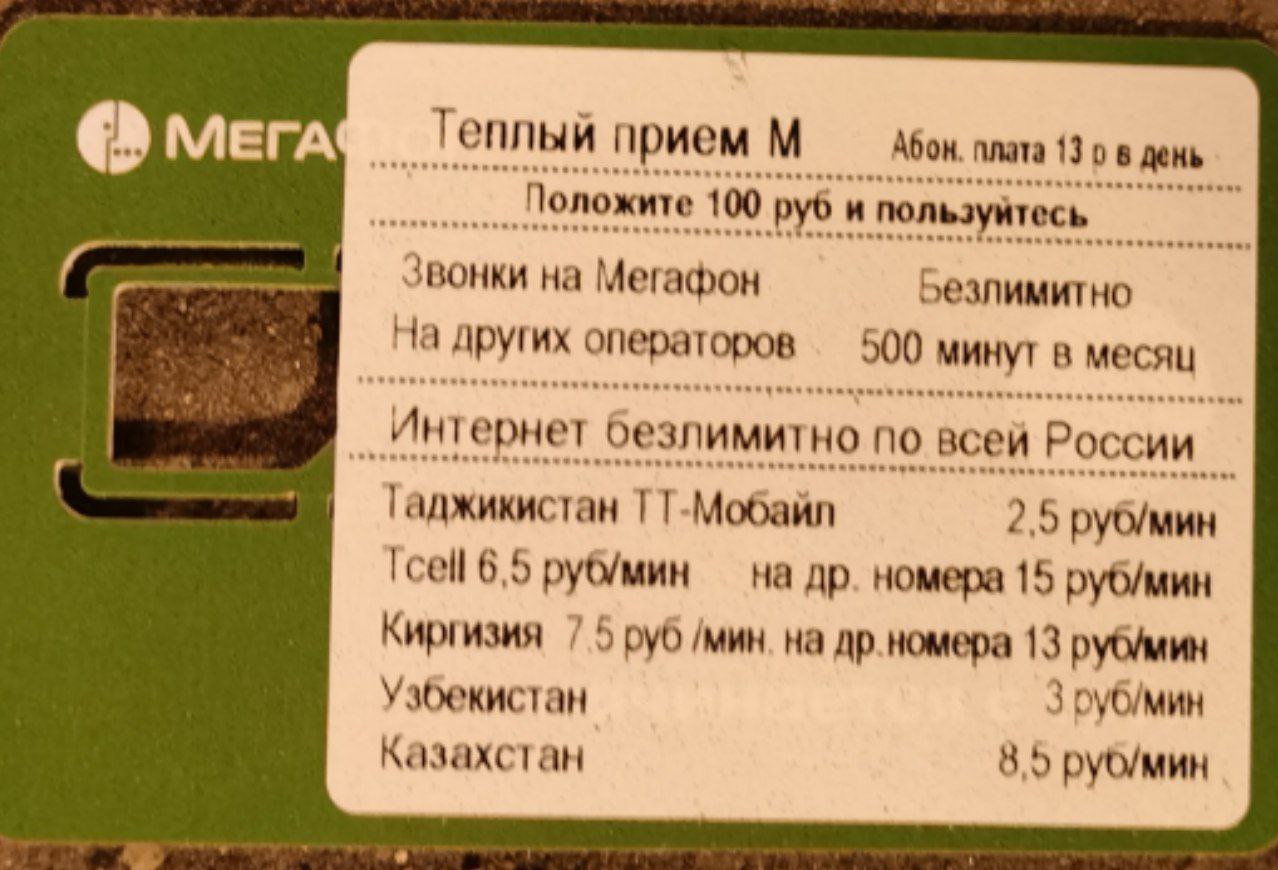 МЕГАФО
Теплый прием М Абон. плата 13 р в день
Положите 100 руб и пользуйтесь
Звонки на Мегафон Безлимитно
На других операторов 500 минут в месяц
Интернет безлимитно по всей России
Таджикистан ТТ-Мобайл 2,5 руб/мин
Tcell 6,5 руб/мин на др. номера 15 руб/мин
Киргизия 7.5 руб /мин. на др.номера 13 руб/мин
Узбекистан 3 руб/мин
Казахстан 8,5 руб/мин